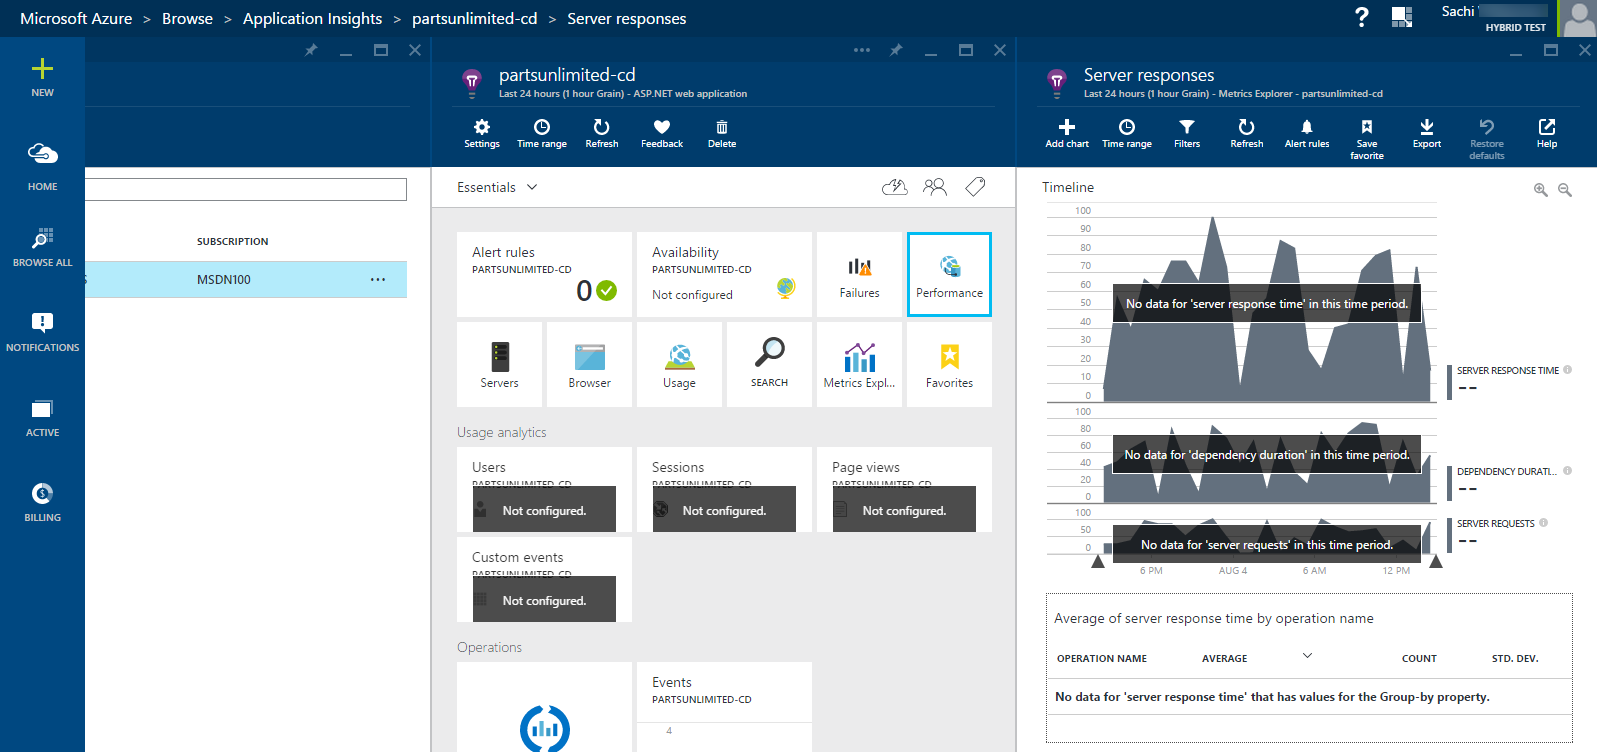 Microsoft Azure > Browse > Application Insights > partsunlimited-cd > Server responses
?
Sachi
HYBRID TEST
NEW
HOME
BROWSE ALL
NOTIFICATIONS
ACTIVE
BILLING
SUBSCRIPTION
S
MSDN100
...
partsunlimited-cd
Last 24 hours (1 hour Grain) - ASP.NET web application
Settings
Time range
Refresh
Feedback
Delete
Essentials
Alert rules
PARTSUNLIMITED-CD
0
Availability
PARTSUNLIMITED-CD
Not configured
Failures
Performance
Servers
Browser
Usage
SEARCH
Metrics Expl...
Favorites
Usage analytics
Users
PARTSUNLIMITED-CD
Not configured.
Sessions
PARTSUNLIMITED-CD
Not configured.
Page views
PARTSUNLIMITED-CD
Not configured.
Custom events
PARTSUNLIMITED-CD
Not configured.
Operations
Events
PARTSUNLIMITED-CD
4
Server responses
Last 24 hours (1 hour Grain) - Metrics Explorer - partsunlimited-cd
Add chart
Time range
Filters
Refresh
Alert rules
Save
favorite
Export
Restore
defaults
Help
Timeline
100
90
80
70
60
50
40
30
20
10
0
No data for 'server response time' in this time period.
SERVER RESPONSE TIME
--
100
80
60
40
20
0
No data for 'dependency duration' in this time period.
DEPENDENCY DURATI...
--
100
50
0
No data for 'server requests' in this time period.
SERVER REQUESTS
--
6 PM
AUG 4
6 AM
12 PM
Average of server response time by operation name
OPERATION NAME
AVERAGE
COUNT
STD. DEV.
No data for 'server response time' that has values for the Group-by property.